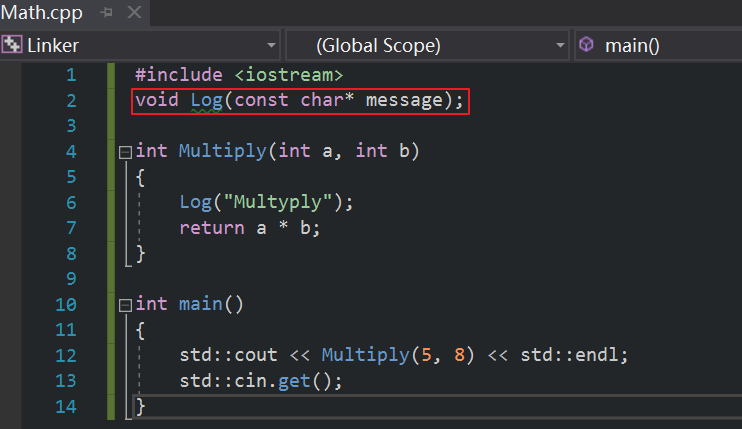 Math.cpp
Linker (Global Scope) main()
1 #include <iostream>
2 void Log(const char* message);
3
4 int Multiply(int a, int b)
5 {
6 Log("Multyply");
7 return a * b;
8 }
9
10 int main()
11 {
12 std::cout << Multiply(5, 8) << std::endl;
13 std::cin.get();
14 }